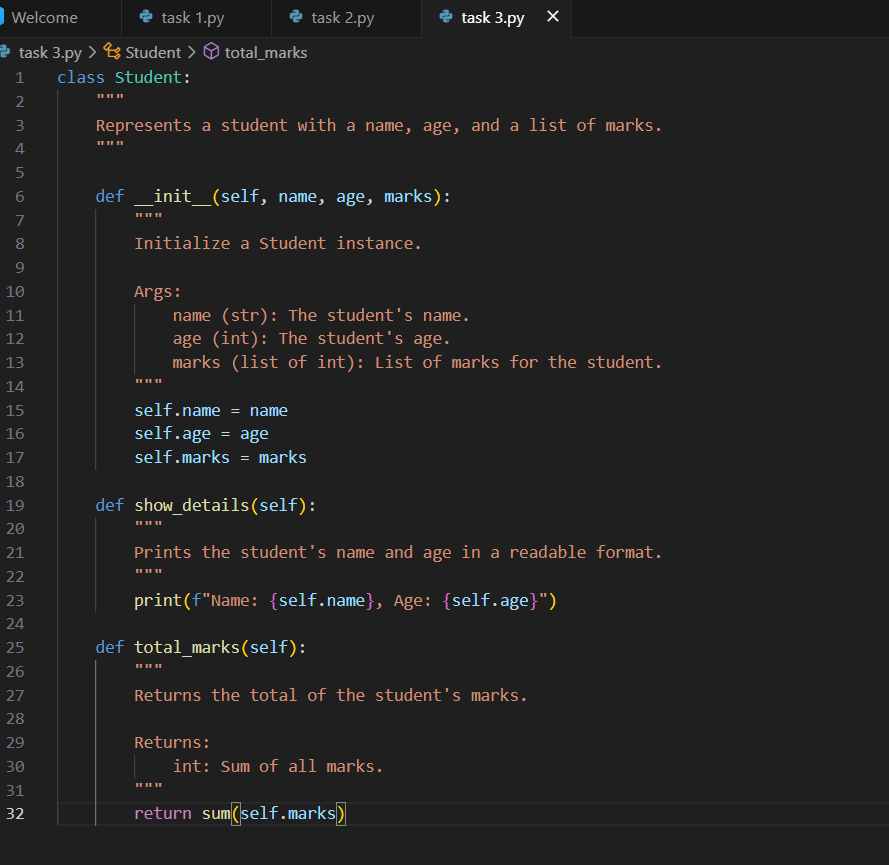 Welcome
task 1.py
task 2.py
task 3.py
task 3.py > Student > total_marks
1 class Student:
2     """
3     Represents a student with a name, age, and a list of marks.
4     """
5
6     def __init__(self, name, age, marks):
7         """
8         Initialize a Student instance.
9
10         Args:
11             name (str): The student's name.
12             age (int): The student's age.
13             marks (list of int): List of marks for the student.
14         """
15         self.name = name
16         self.age = age
17         self.marks = marks
18
19     def show_details(self):
20         """
21         Prints the student's name and age in a readable format.
22         """
23         print(f"Name: {self.name}, Age: {self.age}")
24
25     def total_marks(self):
26         """
27         Returns the total of the student's marks.
28
29         Returns:
30             int: Sum of all marks.
31         """
32         return sum(self.marks)